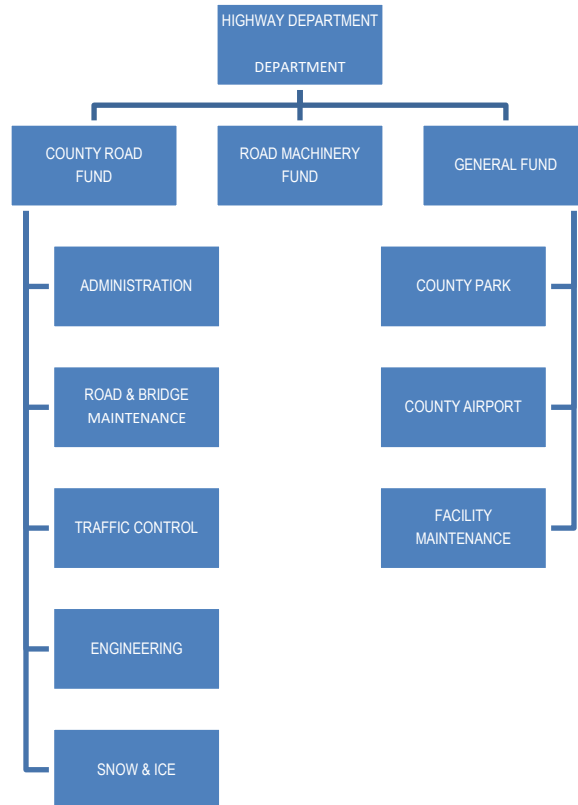 HIGHWAY DEPARTMENT
DEPARTMENT
COUNTY ROAD
FUND
ROAD MACHINERY
FUND
GENERAL FUND
ADMINISTRATION
ROAD & BRIDGE
MAINTENANCE
TRAFFIC CONTROL
ENGINEERING
SNOW & ICE
COUNTY PARK
COUNTY AIRPORT
FACILITY
MAINTENANCE